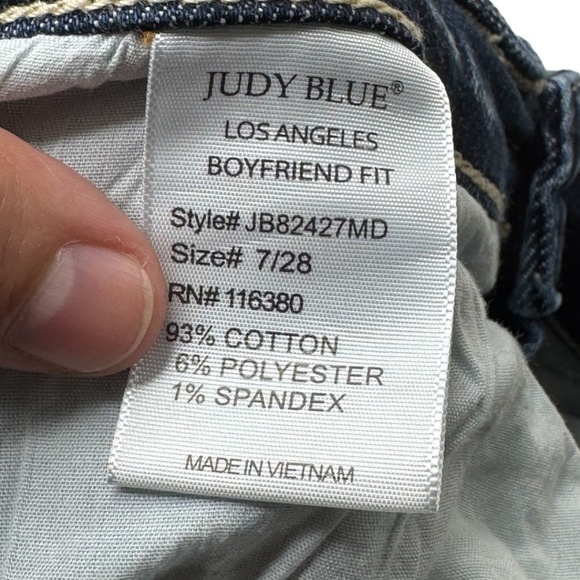 JUDY BLUE®
LOS ANGELES
BOYFRIEND FIT
Style# JB82427MD
Size# 7/28
RN# 116380
93% COTTON
6% POLYESTER
1% SPANDEX
MADE IN VIETNAM